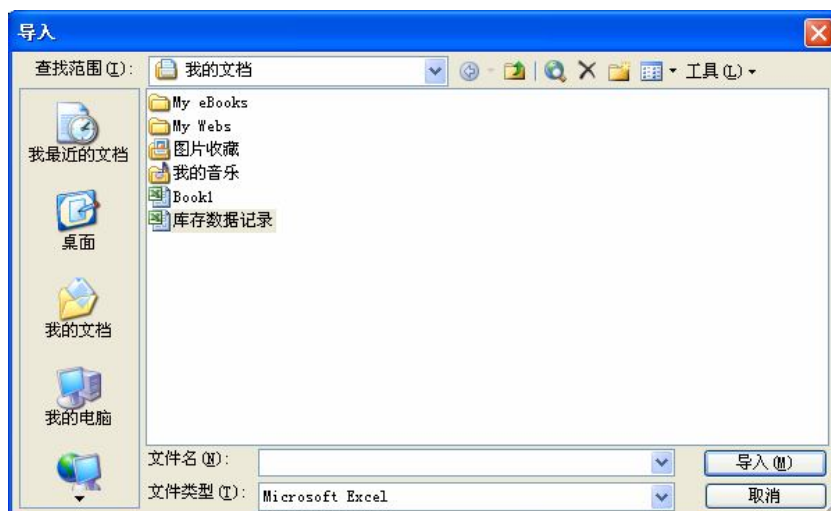 导入
查找范围(I): 我的文档 工具(L)
My eBooks
My Webs
图片收藏
我的音乐
Book1
库存数据记录
我最近的文档
桌面
我的文档
我的电脑
文件名(N): 导入(M)
文件类型(T): Microsoft Excel 取消